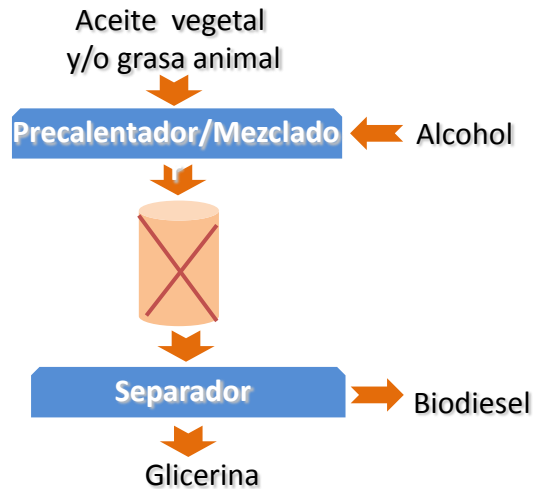 Aceite vegetal
y/o grasa animal
Precalentador/Mezclado
Alcohol
Separador
Biodiesel
Glicerina